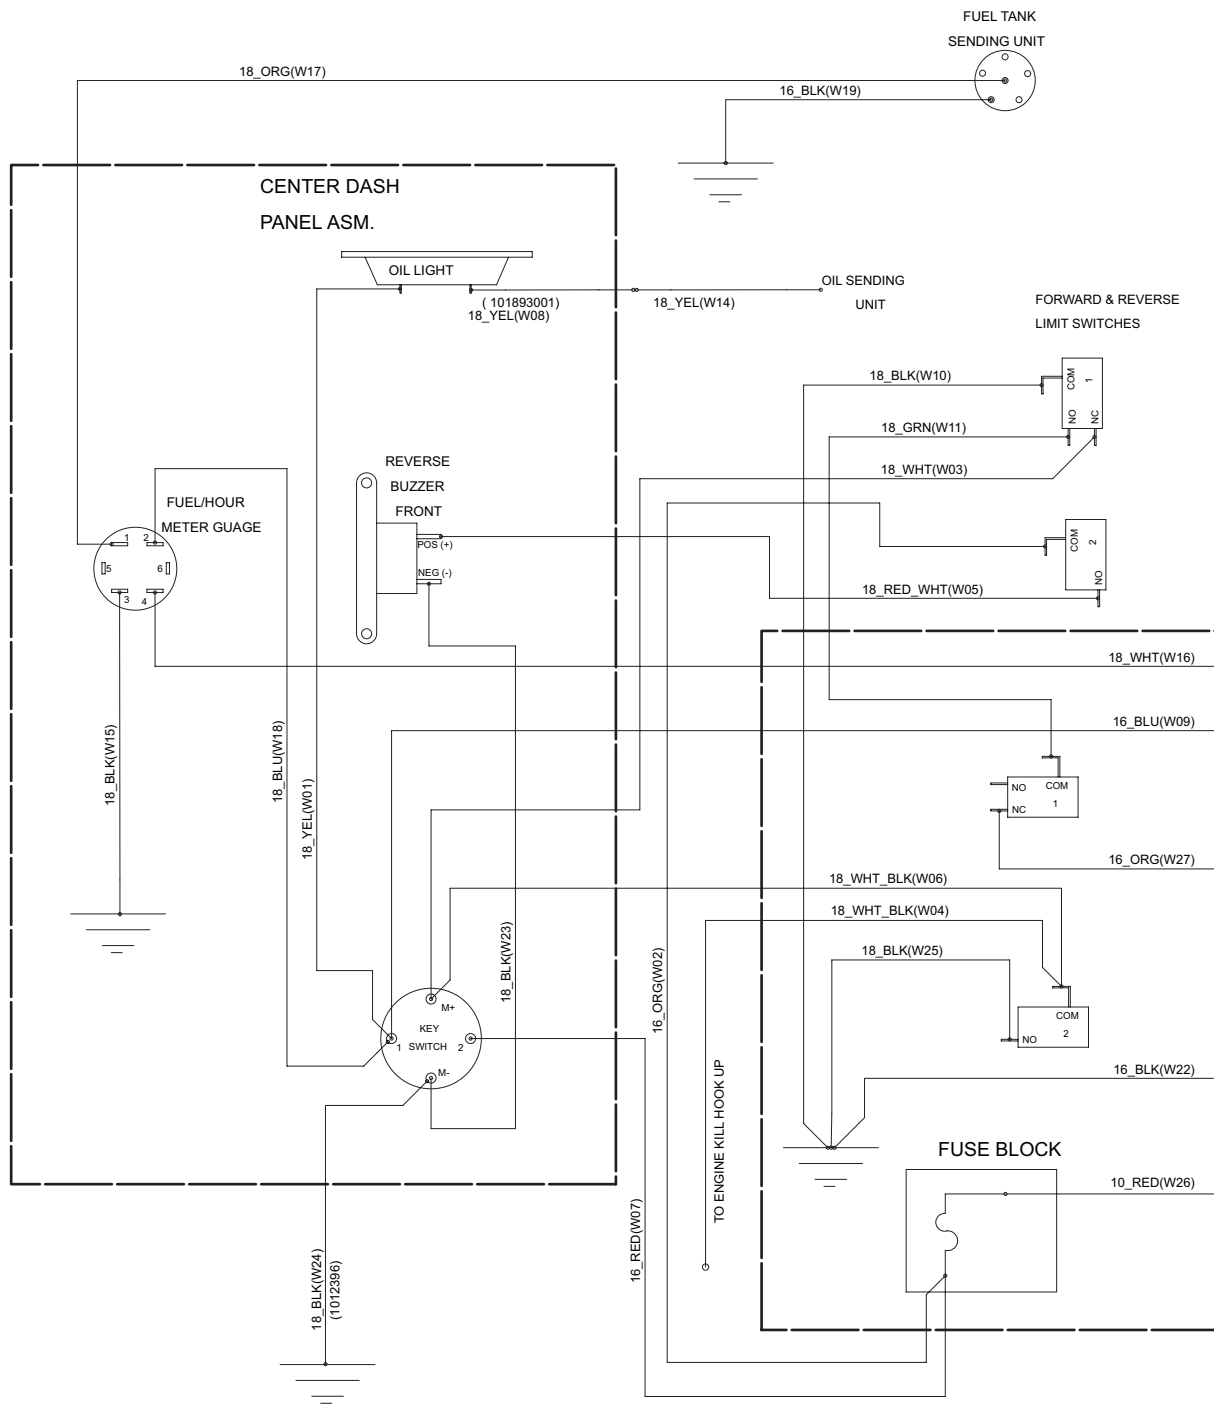 FUEL TANK
SENDING UNIT
18_ORG(W17)
16_BLK(W19)
CENTER DASH
PANEL ASM.
OIL LIGHT
( 101893001)
18_YEL(W08)
18_YEL(W14)
OIL SENDING
UNIT
FORWARD & REVERSE
LIMIT SWITCHES
18_BLK(W10)
COM
1
NO
NC
18_GRN(W11)
18_WHT(W03)
REVERSE
BUZZER
FRONT
POS (+)
NEG (-)
FUEL/HOUR
METER GUAGE
1
2
5
6
3
4
COM
2
NO
18_RED_WHT(W05)
18_WHT(W16)
16_BLU(W09)
18_BLK(W15)
18_BLU(W18)
18_YEL(W01)
NO
COM
NC
1
16_ORG(W27)
18_WHT_BLK(W06)
18_WHT_BLK(W04)
18_BLK(W25)
18_BLK(W23)
16_ORG(W02)
M+
KEY
SWITCH
1
2
M-
COM
NO
2
16_BLK(W22)
TO ENGINE KILL HOOK UP
FUSE BLOCK
10_RED(W26)
16_RED(W07)
18_BLK(W24)
(1012396)